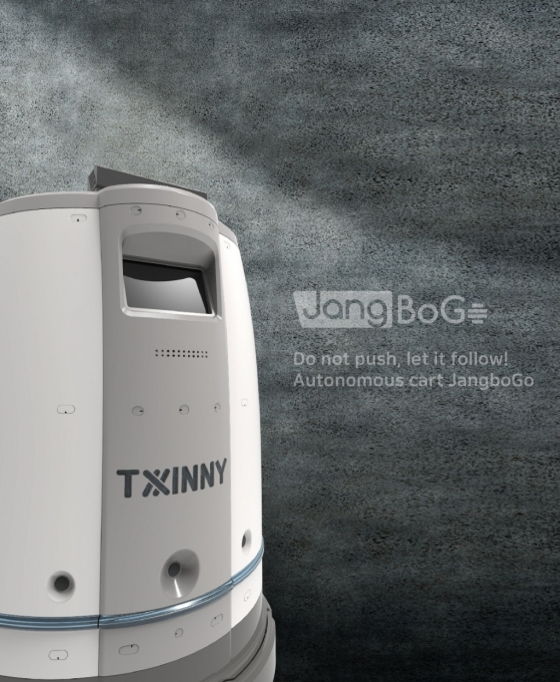 JangBoGo
Do not push, let it follow!
Autonomous cart JangboGo
TXINNY